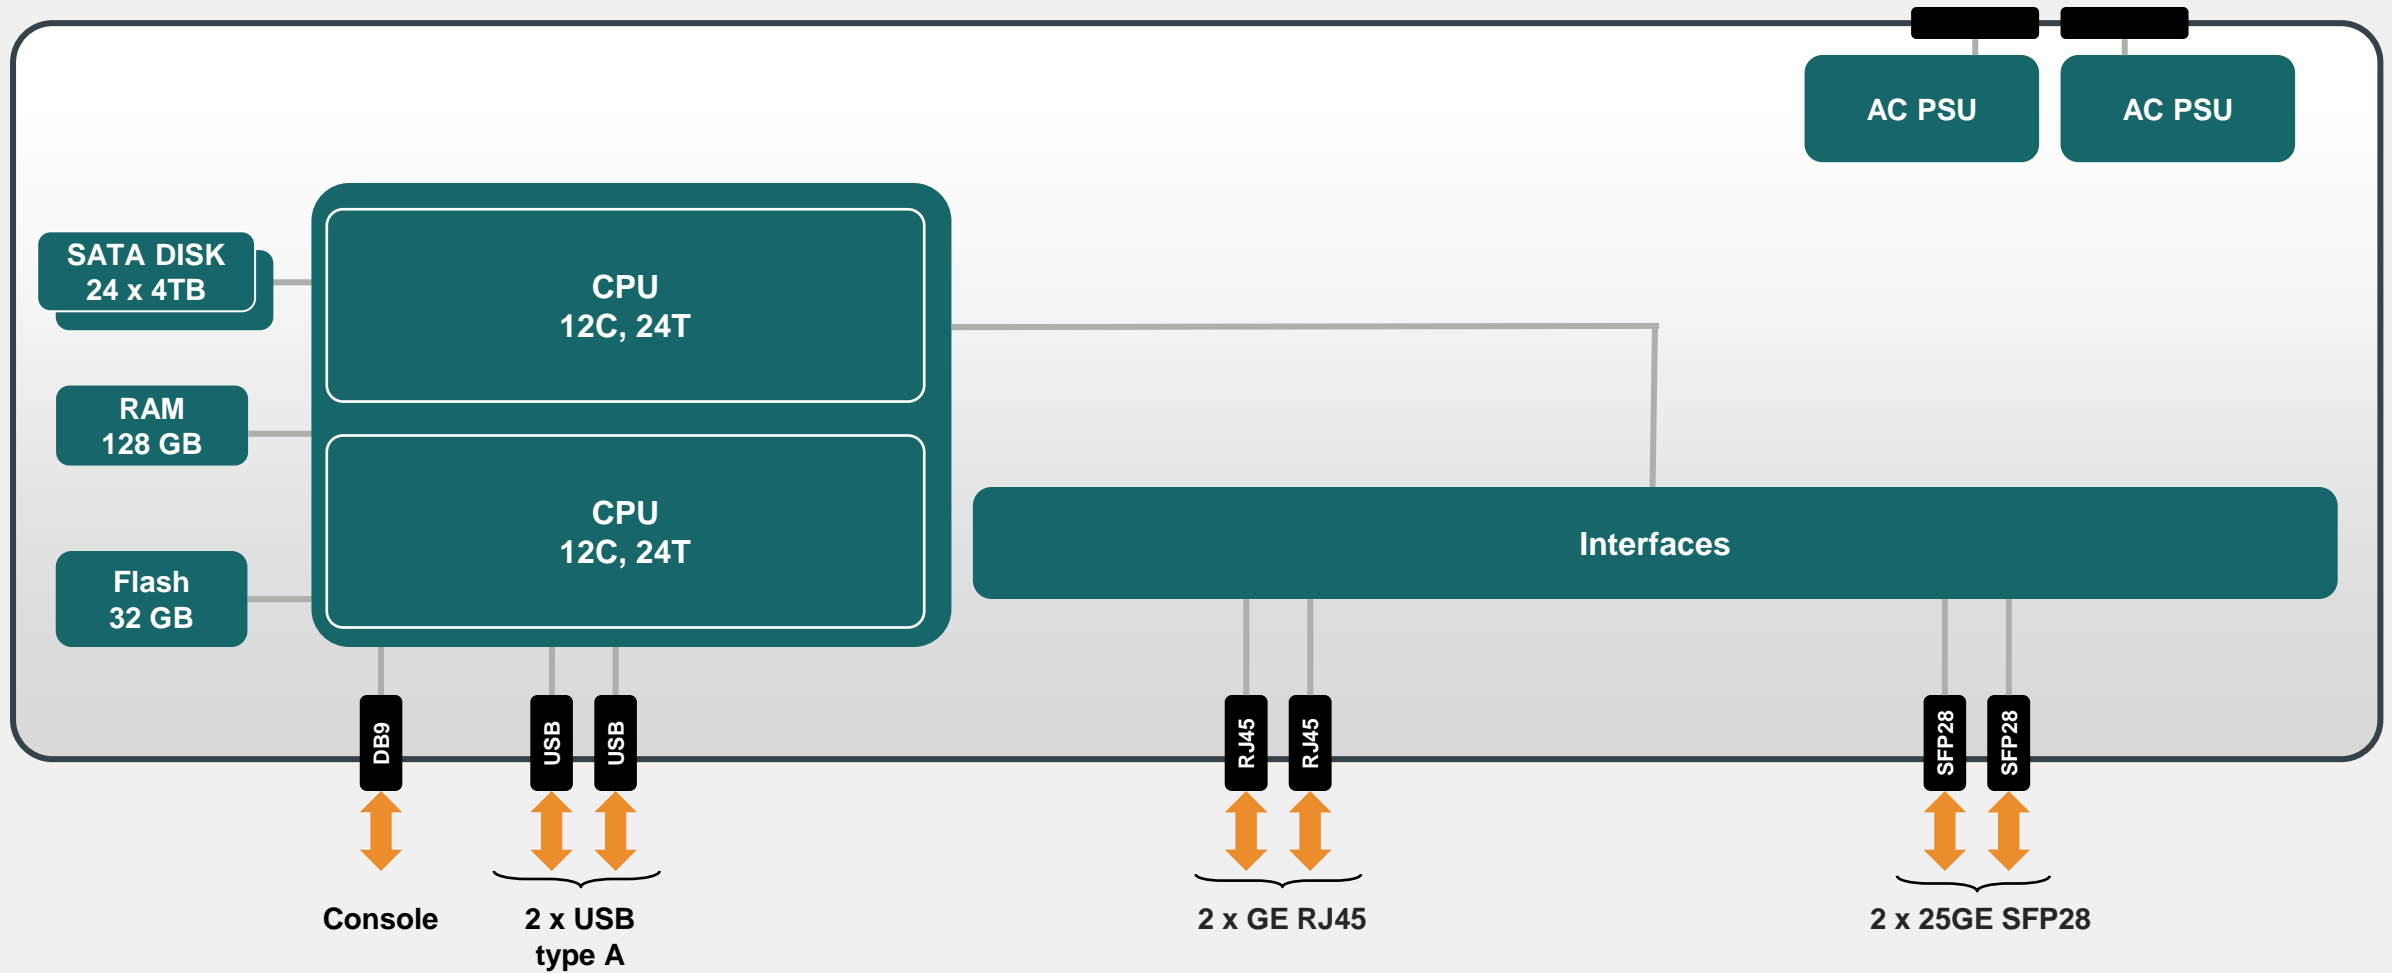 AC PSU
AC PSU
SATA DISK
24 x 4TB
CPU
12C, 24T
RAM
128 GB
CPU
12C, 24T
Interfaces
Flash
32 GB
DB9
USB
USB
RJ45
RJ45
SFP28
SFP28
Console
2 x USB
type A
2 x GE RJ45
2 x 25GE SFP28